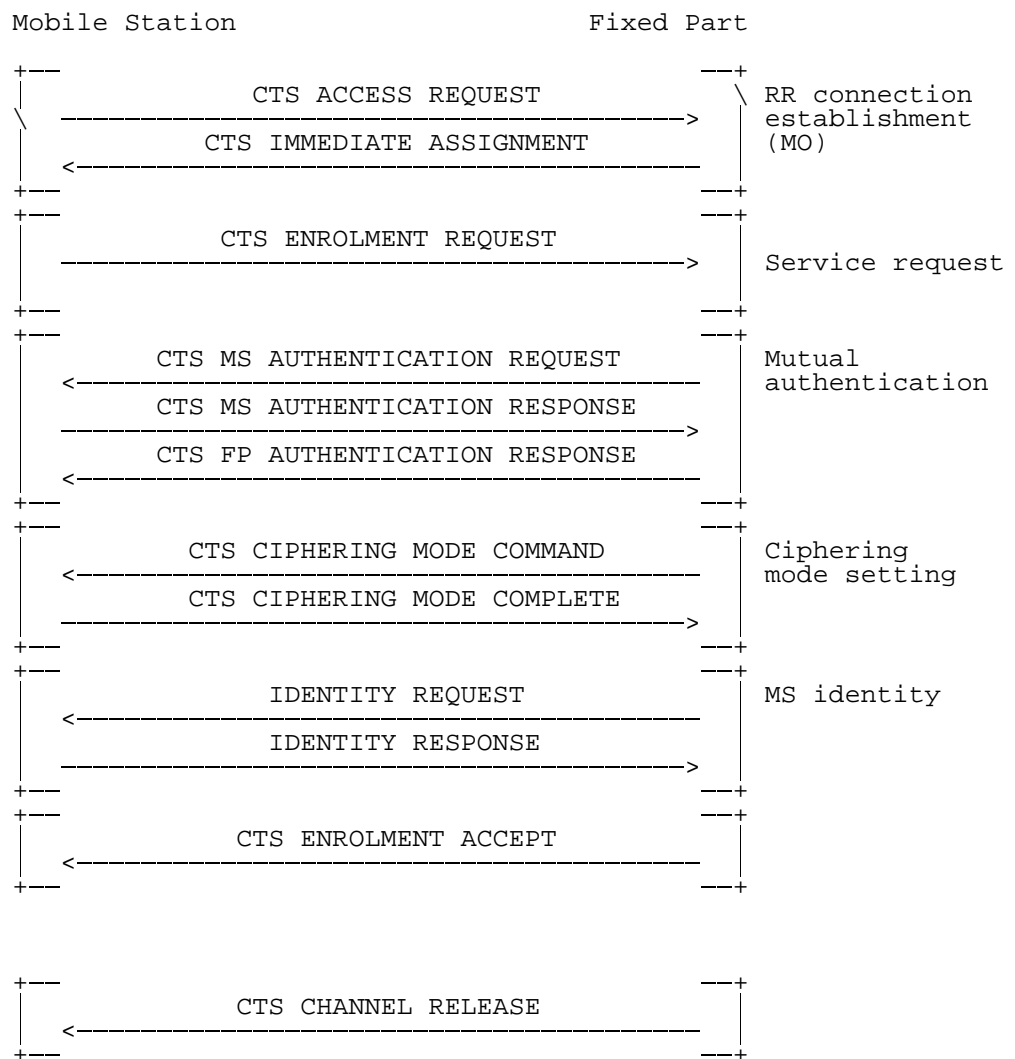 Mobile Station Fixed Part
CTS ACCESS REQUEST RR connection
establishment
CTS IMMEDIATE ASSIGNMENT (MO)
CTS ENROLMENT REQUEST
Service request
CTS MS AUTHENTICATION REQUEST Mutual
authentication
CTS MS AUTHENTICATION RESPONSE
CTS FP AUTHENTICATION RESPONSE
CTS CIPHERING MODE COMMAND Ciphering
mode setting
CTS CIPHERING MODE COMPLETE
IDENTITY REQUEST MS identity
IDENTITY RESPONSE
CTS ENROLMENT ACCEPT
CTS CHANNEL RELEASE